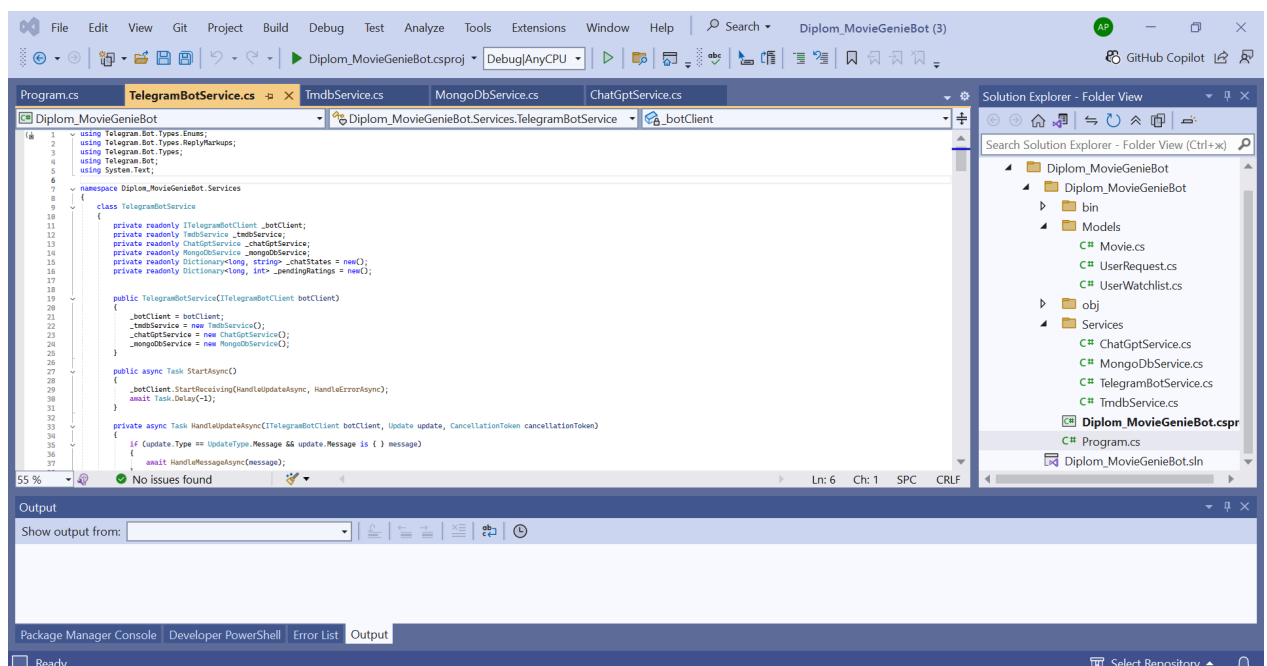 File Edit View Git Project Build Debug Test Analyze Tools Extensions Window Help Search Diplom_MovieGenieBot (3) AP
Diplom_MovieGenieBot.csproj Debug|AnyCPU GitHub Copilot
Program.cs TelegramBotService.cs TmdbService.cs MongoDbService.cs ChatGptService.cs
Diplom_MovieGenieBot Diplom_MovieGenieBot.Services.TelegramBotService _botClient
1 using Telegram.Bot.Types.Enums;
2 using Telegram.Bot.Types.ReplyMarkups;
3 using Telegram.Bot.Types;
4 using Telegram.Bot;
5 using System.Text;
6
7 namespace Diplom_MovieGenieBot.Services
8 {
9 class TelegramBotService
10 {
11 private readonly ITelegramBotClient _botClient;
12 private readonly TmdbService _tmdbService;
13 private readonly ChatGptService _chatGptService;
14 private readonly MongoDbService _mongoDbService;
15 private readonly Dictionary<long, string> _chatStates = new();
16 private readonly Dictionary<long, int> _pendingRatings = new();
17
18
19 public TelegramBotService(ITelegramBotClient botClient)
20 {
21 _botClient = botClient;
22 _tmdbService = new TmdbService();
23 _chatGptService = new ChatGptService();
24 _mongoDbService = new MongoDbService();
25 }
26
27 public async Task StartAsync()
28 {
29 _botClient.StartReceiving(HandleUpdateAsync, HandleErrorAsync);
30 await Task.Delay(-1);
31 }
32
33 private async Task HandleUpdateAsync(ITelegramBotClient botClient, Update update, CancellationToken cancellationToken)
34 {
35 if (update.Type == UpdateType.Message && update.Message is { } message)
36 {
37 await HandleMessageAsync(message);
55 % No issues found Ln: 6 Ch: 1 SPC CRLF
Solution Explorer - Folder View
Search Solution Explorer - Folder View (Ctrl+ж)
Diplom_MovieGenieBot
Diplom_MovieGenieBot
bin
Models
C# Movie.cs
C# UserRequest.cs
C# UserWatchlist.cs
obj
Services
C# ChatGptService.cs
C# MongoDbService.cs
C# TelegramBotService.cs
C# TmdbService.cs
Diplom_MovieGenieBot.cspr
C# Program.cs
Diplom_MovieGenieBot.sln
Output
Show output from:
Package Manager Console Developer PowerShell Error List Output
Ready Select Repository